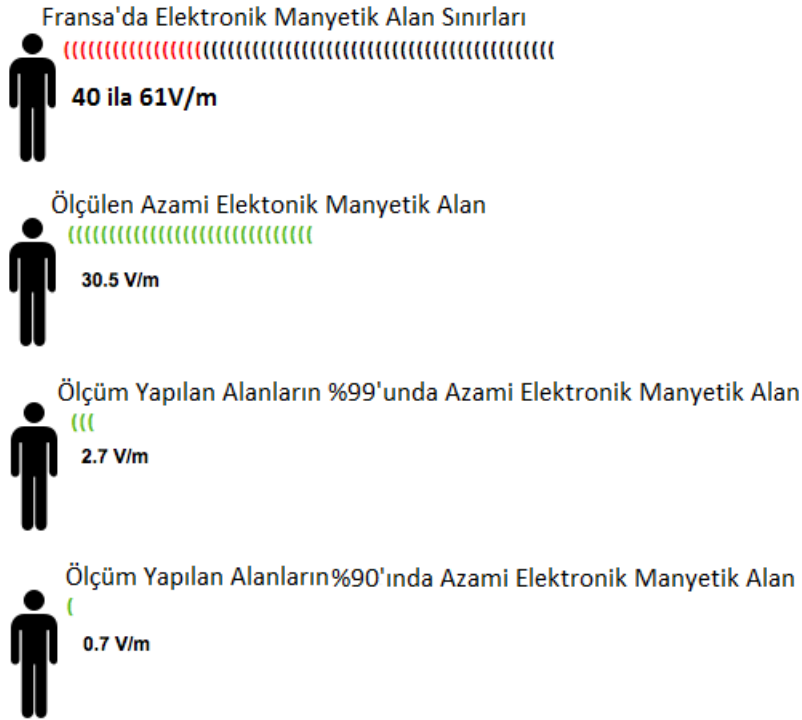 Fransa'da Elektronik Manyetik Alan Sınırları
40 ila 61V/m
Ölçülen Azami Elektonik Manyetik Alan
30.5 V/m
Ölçüm Yapılan Alanların %99'unda Azami Elektronik Manyetik Alan
2.7 V/m
Ölçüm Yapılan Alanların %90'ında Azami Elektronik Manyetik Alan
0.7 V/m